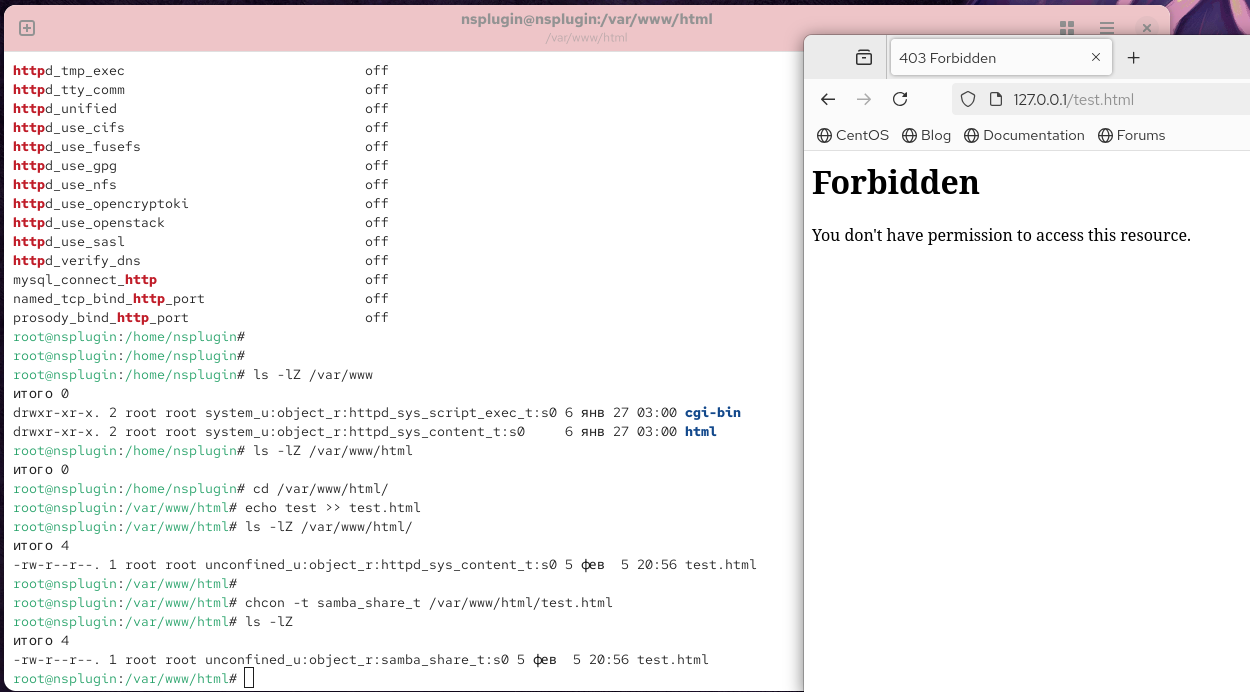 nsplugin@nsplugin:/var/www/html
/var/www/html
httpd_tmp_exec off
httpd_tty_comm off
httpd_unified off
httpd_use_cifs off
httpd_use_fusefs off
httpd_use_gpg off
httpd_use_nfs off
httpd_use_opencryptoki off
httpd_use_openstack off
httpd_use_sasl off
httpd_verify_dns off
mysql_connect_http off
named_tcp_bind_http_port off
prosody_bind_http_port off
root@nsplugin:/home/nsplugin#
root@nsplugin:/home/nsplugin#
root@nsplugin:/home/nsplugin# ls -lZ /var/www
итого 0
drwxr-xr-x. 2 root root system_u:object_r:httpd_sys_script_exec_t:s0 6 янв 27 03:00 cgi-bin
drwxr-xr-x. 2 root root system_u:object_r:httpd_sys_content_t:s0     6 янв 27 03:00 html
root@nsplugin:/home/nsplugin# ls -lZ /var/www/html
итого 0
root@nsplugin:/home/nsplugin# cd /var/www/html/
root@nsplugin:/var/www/html# echo test >> test.html
root@nsplugin:/var/www/html# ls -lZ /var/www/html/
итого 4
-rw-r--r--. 1 root root unconfined_u:object_r:httpd_sys_content_t:s0 5 фев  5 20:56 test.html
root@nsplugin:/var/www/html#
root@nsplugin:/var/www/html# chcon -t samba_share_t /var/www/html/test.html
root@nsplugin:/var/www/html# ls -lZ
итого 4
-rw-r--r--. 1 root root unconfined_u:object_r:samba_share_t:s0 5 фев  5 20:56 test.html
root@nsplugin:/var/www/html#
403 Forbidden
127.0.0.1/test.html
CentOS Blog Documentation Forums
Forbidden
You don't have permission to access this resource.